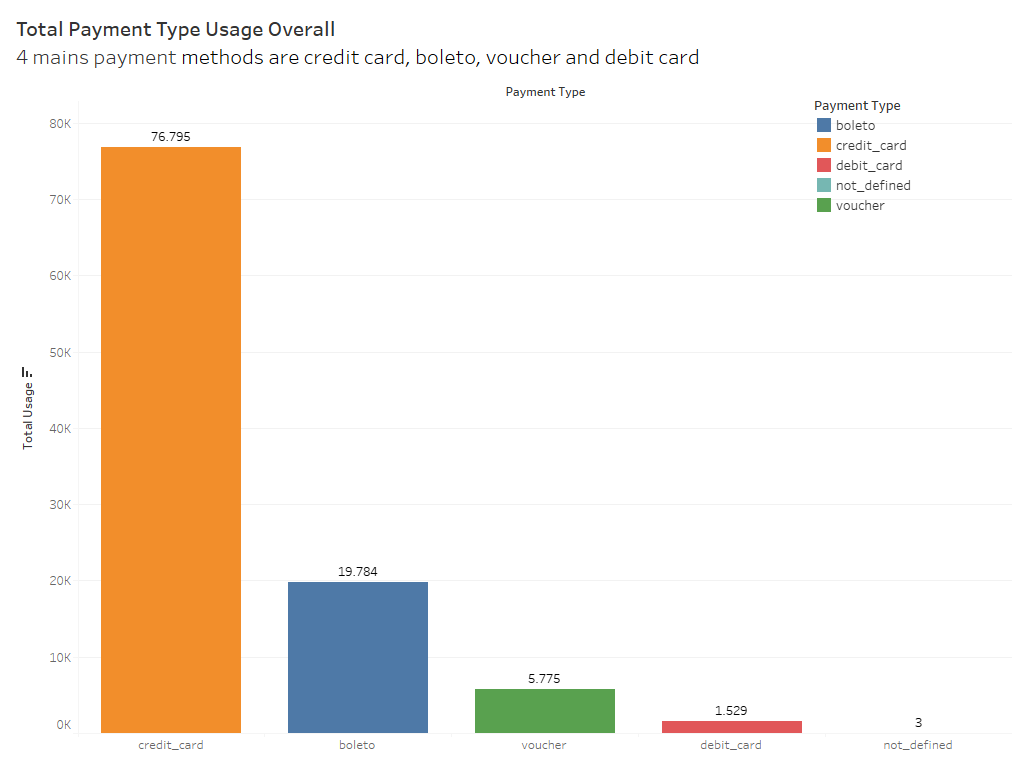 Total Payment Type Usage Overall
4 mains payment methods are credit card, boleto, voucher and debit card
Payment Type
Payment Type
boleto
credit_card
debit_card
not_defined
voucher
Total Usage
80K
70K
60K
50K
40K
30K
20K
10K
0K
76.795
19.784
5.775
1.529
3
credit_card
boleto
voucher
debit_card
not_defined